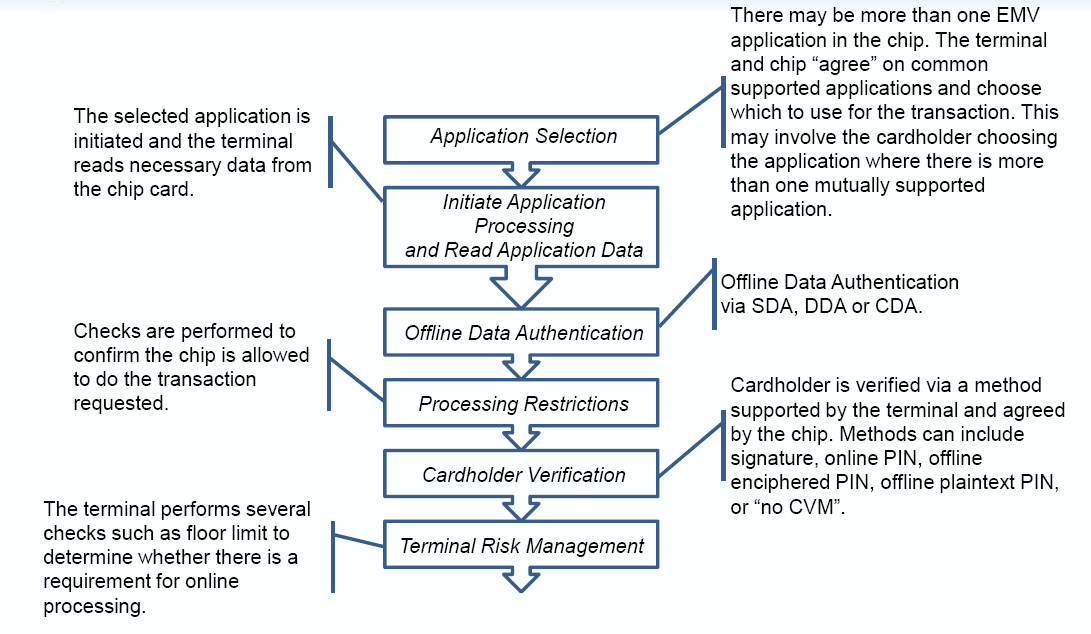 There may be more than one EMV
application in the chip. The terminal
and chip “agree” on common
supported applications and choose
which to use for the transaction. This
may involve the cardholder choosing
the application where there is more
than one mutually supported
application.
The selected application is
initiated and the terminal
reads necessary data from
the chip card.
Application Selection
Initiate Application
Processing
and Read Application Data
Offline Data Authentication
via SDA, DDA or CDA.
Offline Data Authentication
Checks are performed to
confirm the chip is allowed
to do the transaction
requested.
Processing Restrictions
Cardholder is verified via a method
supported by the terminal and agreed
by the chip. Methods can include
signature, online PIN, offline
enciphered PIN, offline plaintext PIN,
or “no CVM”.
Cardholder Verification
The terminal performs several
checks such as floor limit to
determine whether there is a
requirement for online
processing.
Terminal Risk Management